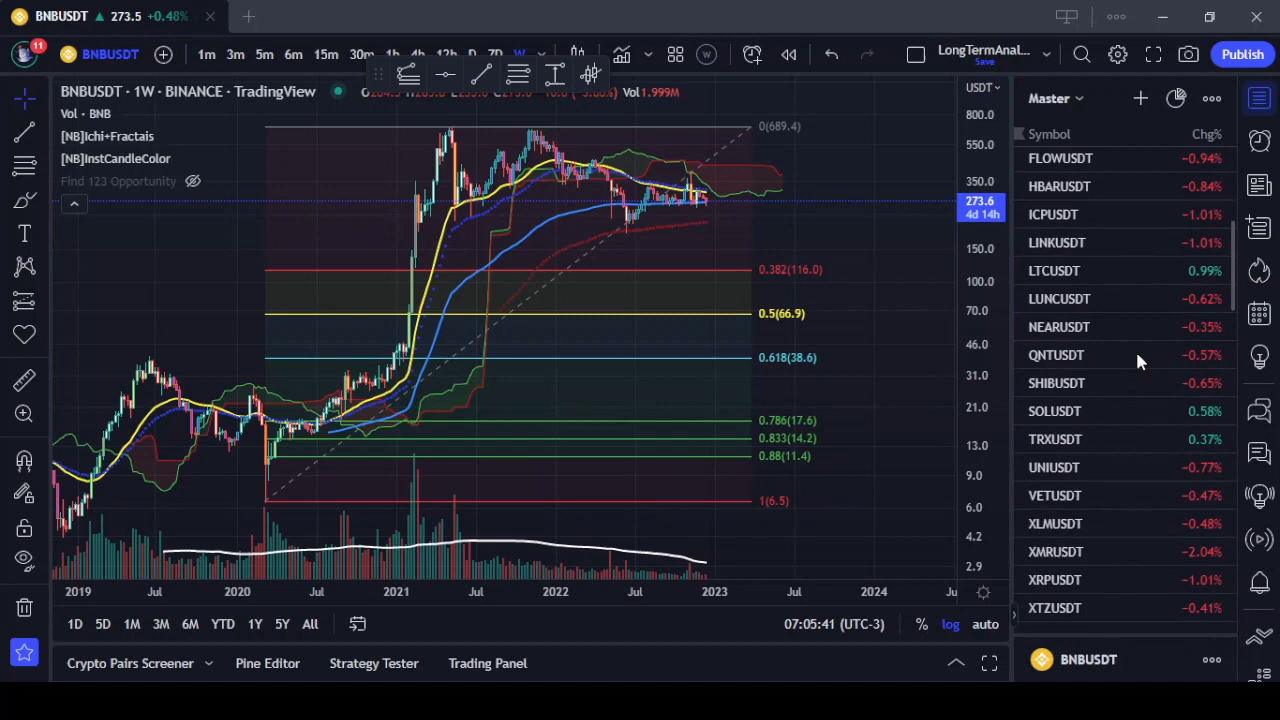 BNBUSDT ▲ 273.5 +0.48%
11
BNBUSDT
1m 3m 5m 6m 15m 30m 1h 4h 12h D 7D W
LongTermAnal...
Save
Publish
BNBUSDT · 1W · BINANCE · TradingView
Vol 1.999M
Vol · BNB
[NB]Ichi+Fractais
[NB]InstCandleColor
Find 123 Opportunity
0(689.4)
0.382(116.0)
0.5(66.9)
0.618(38.6)
0.786(17.6)
0.833(14.2)
0.88(11.4)
1(6.5)
USDT
800.0
550.0
350.0
273.6
4d 14h
150.0
100.0
70.0
46.0
31.0
21.0
13.0
9.0
6.0
4.2
2.9
2019 Jul 2020 Jul 2021 Jul 2022 Jul 2023 Jul 2024 Ju
1D 5D 1M 3M 6M YTD 1Y 5Y All
07:05:41 (UTC-3) % log auto
Crypto Pairs Screener Pine Editor Strategy Tester Trading Panel
Master
Symbol Chg%
FLOWUSDT −0.94%
HBARUSDT −0.84%
ICPUSDT −1.01%
LINKUSDT −1.01%
LTCUSDT 0.99%
LUNCUSDT −0.62%
NEARUSDT −0.35%
QNTUSDT −0.57%
SHIBUSDT −0.65%
SOLUSDT 0.58%
TRXUSDT 0.37%
UNIUSDT −0.77%
VETUSDT −0.47%
XLMUSDT −0.48%
XMRUSDT −2.04%
XRPUSDT −1.01%
XTZUSDT −0.41%
BNBUSDT